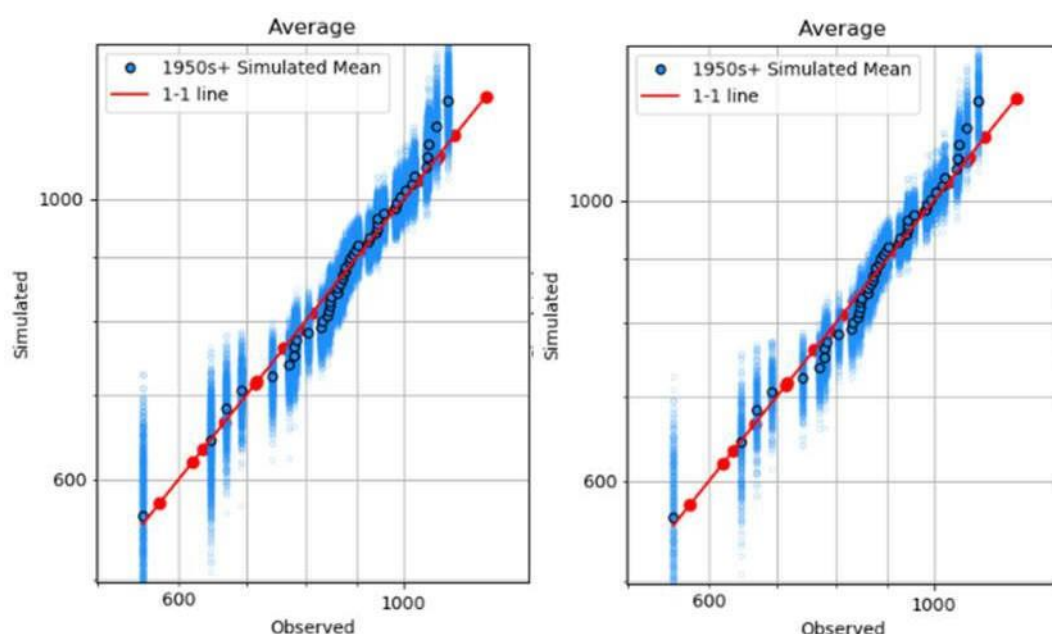 Average
1950s+ Simulated Mean
1-1 line
1000
600
Simulated
600
1000
Observed
Average
1950s+ Simulated Mean
1-1 line
1000
600
Simulated
600
1000
Observed